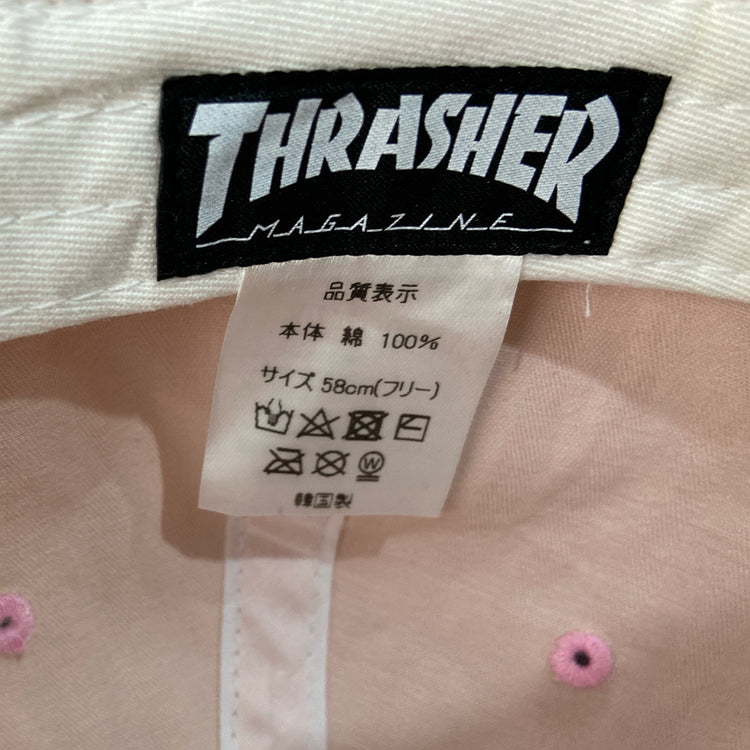 THRASHER
MAGAZINE
品質表示
本体 綿 100%
サイズ 58cm(フリー)
W
韓国製